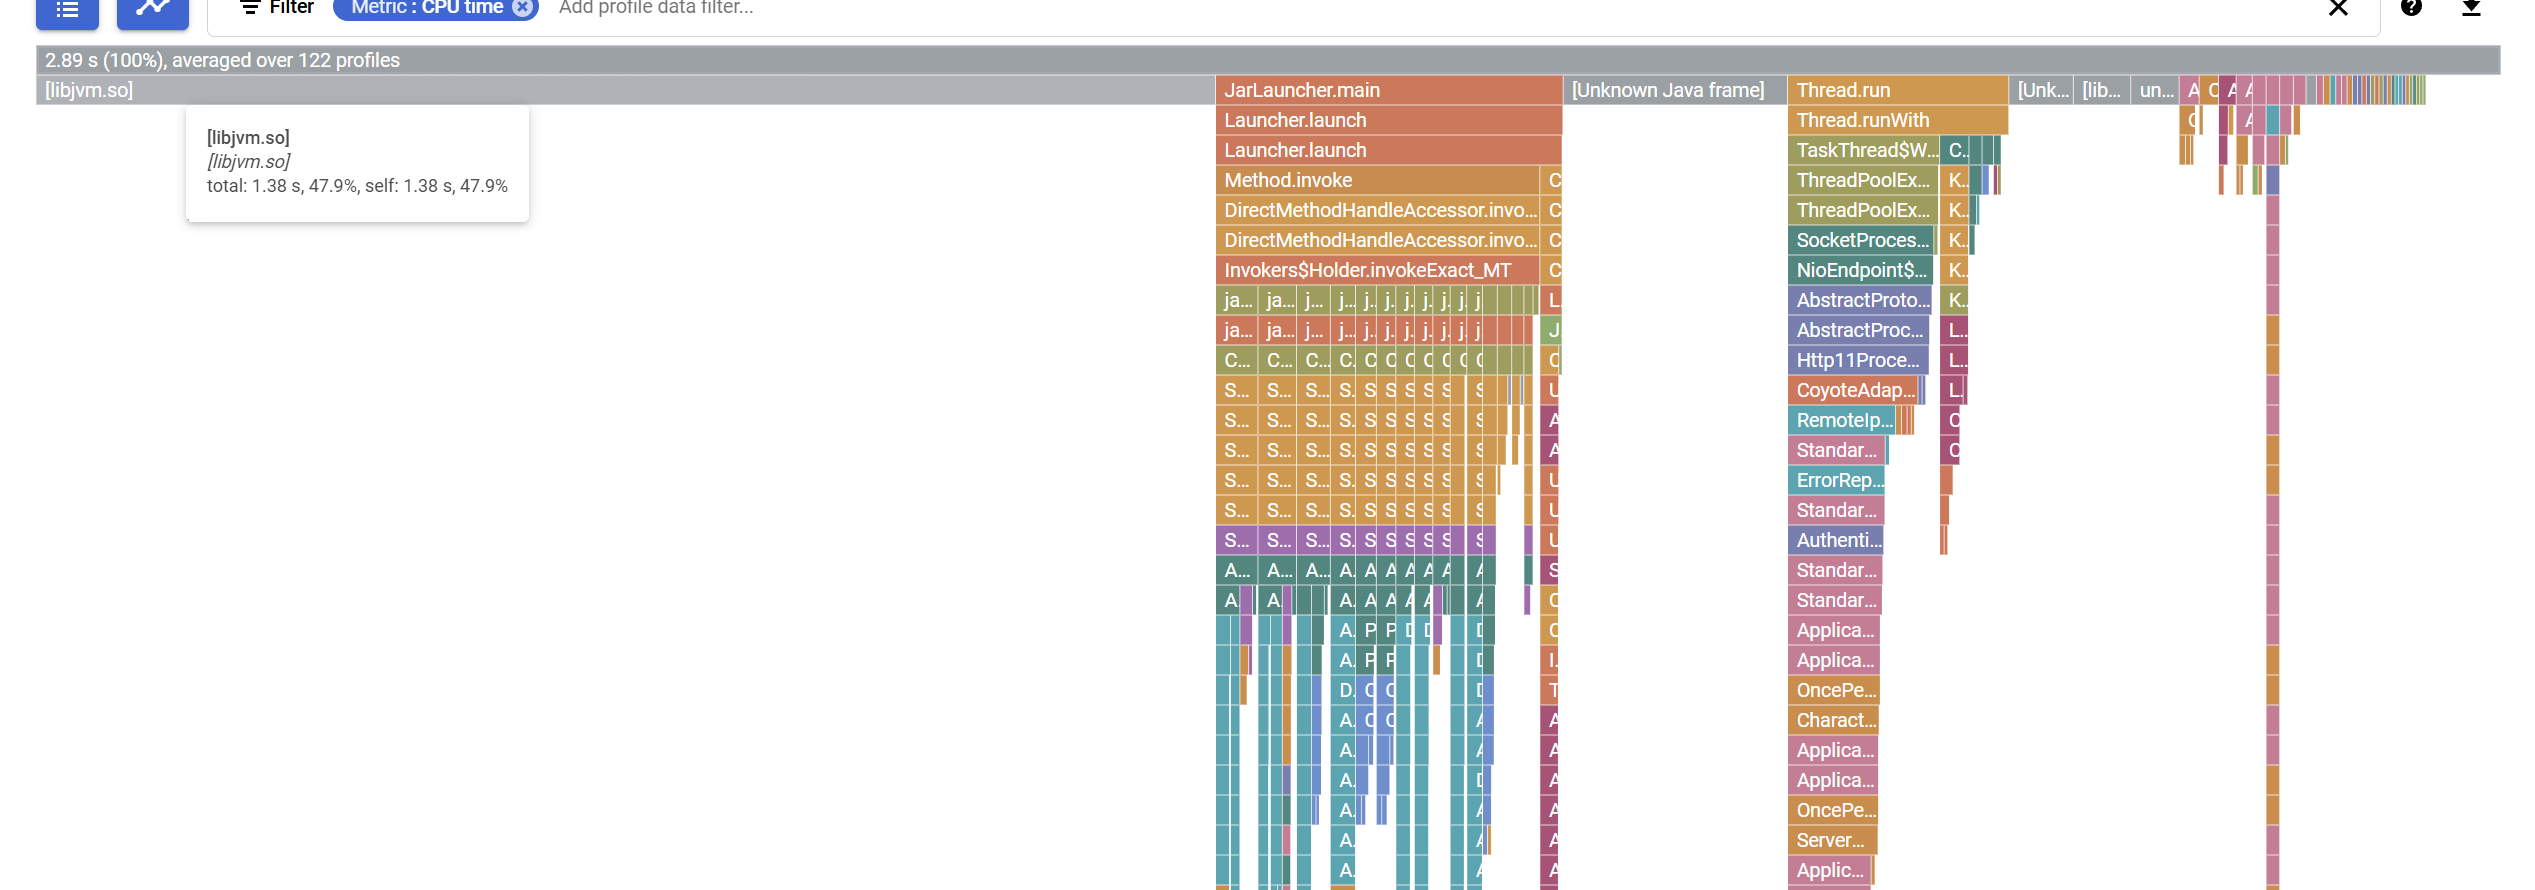 Filter Metric : CPU time Add profile data filter...
2.89 s (100%), averaged over 122 profiles
[libjvm.so] JarLauncher.main [Unknown Java frame] Thread.run [Unk... [lib... un... A C A A
Launcher.launch Thread.runWith C A
[libjvm.so]
[libjvm.so]
total: 1.38 s, 47.9%, self: 1.38 s, 47.9%
Launcher.launch TaskThread$W... C.
Method.invoke C ThreadPoolEx... K.
DirectMethodHandleAccessor.invo... C ThreadPoolEx... K.
DirectMethodHandleAccessor.invo... C SocketProces... K.
Invokers$Holder.invokeExact_MT C NioEndpoint$... K.
ja... ja... j... j... j.. j. j. j. j. j. j L AbstractProto... K.
ja... ja... j... j... j.. j. j. j. j. j. j J AbstractProc... L..
C... C... C... C. C C C C C C C C Http11Proce... L..
S... S... S... S. S S S S S S U CoyoteAdap... L.
S... S... S... S. S S S S S S A RemoteIp... C
S... S... S... S. S S S S S S A Standar... C
S... S... S... S. S S S S S S U ErrorRep...
S... S... S... S. S S S S S S U Standar...
S... S... S... S. S S S S S S U Authenti...
A... A... A... A. A A A A A A S Standar...
A. A. A. A A A A A C Standar...
A. P P D D D C Applica...
A. P P D I. Applica...
D. C C D T OncePe...
A. C C A A Charact...
A. A A Applica...
A. D A Applica...
A. A A OncePe...
A. A A Server...
A. A A Applic...